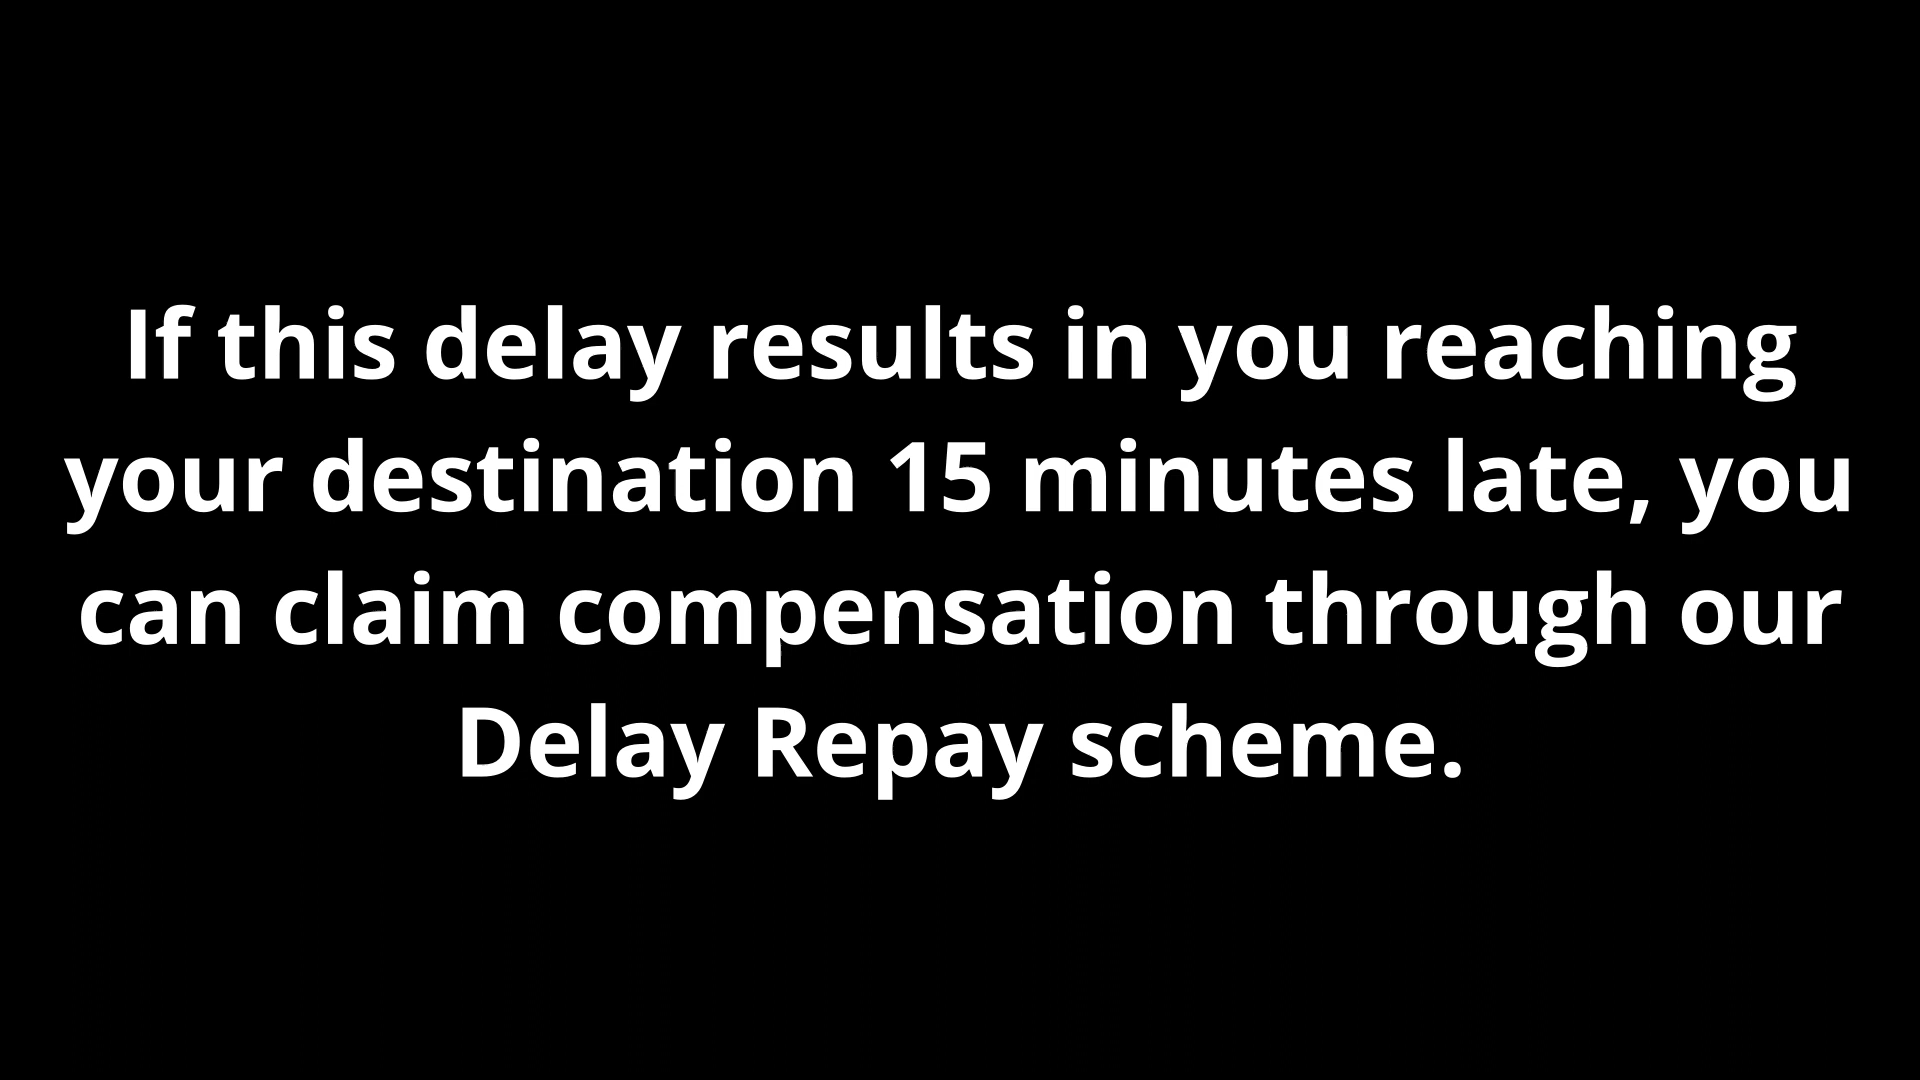 If this delay results in you reaching
your destination 15 minutes late, you
can claim compensation through our
Delay Repay scheme.